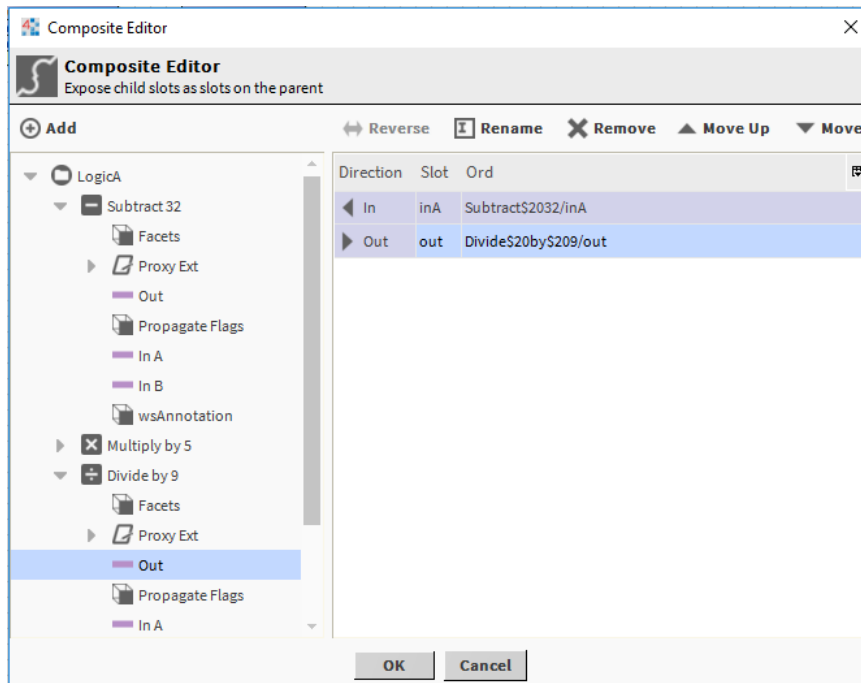 Composite Editor
Composite Editor
Expose child slots as slots on the parent
Add
Reverse Rename Remove Move Up Move
LogicA
Subtract 32
Facets
Proxy Ext
Out
Propagate Flags
In A
In B
wsAnnotation
Multiply by 5
Divide by 9
Facets
Proxy Ext
Out
Propagate Flags
In A
Direction Slot Ord
In inA Subtract$2032/inA
Out out Divide$20by$209/out
OK Cancel